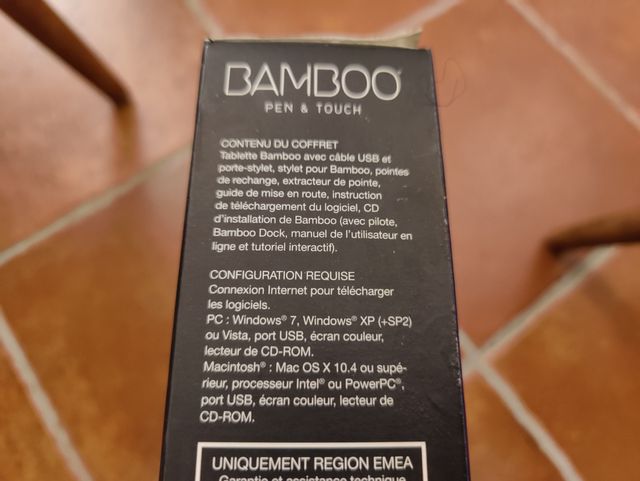 BAMBOO
PEN & TOUCH
CONTENU DU COFFRET
Tablette Bamboo avec câble USB et
porte-stylet, stylet pour Bamboo, pointes
de rechange, extracteur de pointe,
guide de mise en route, instruction
de téléchargement du logiciel, CD
d'installation de Bamboo (avec pilote,
Bamboo Dock, manuel de l'utilisateur en
ligne et tutoriel interactif).
CONFIGURATION REQUISE
Connexion Internet pour télécharger
les logiciels.
PC : Windows® 7, Windows® XP (+SP2)
ou Vista, port USB, écran couleur,
lecteur de CD-ROM.
Macintosh® : Mac OS X 10.4 ou supé-
rieur, processeur Intel® ou PowerPC®,
port USB, écran couleur, lecteur de
CD-ROM.
UNIQUEMENT REGION EMEA
Garantie et assistance technique